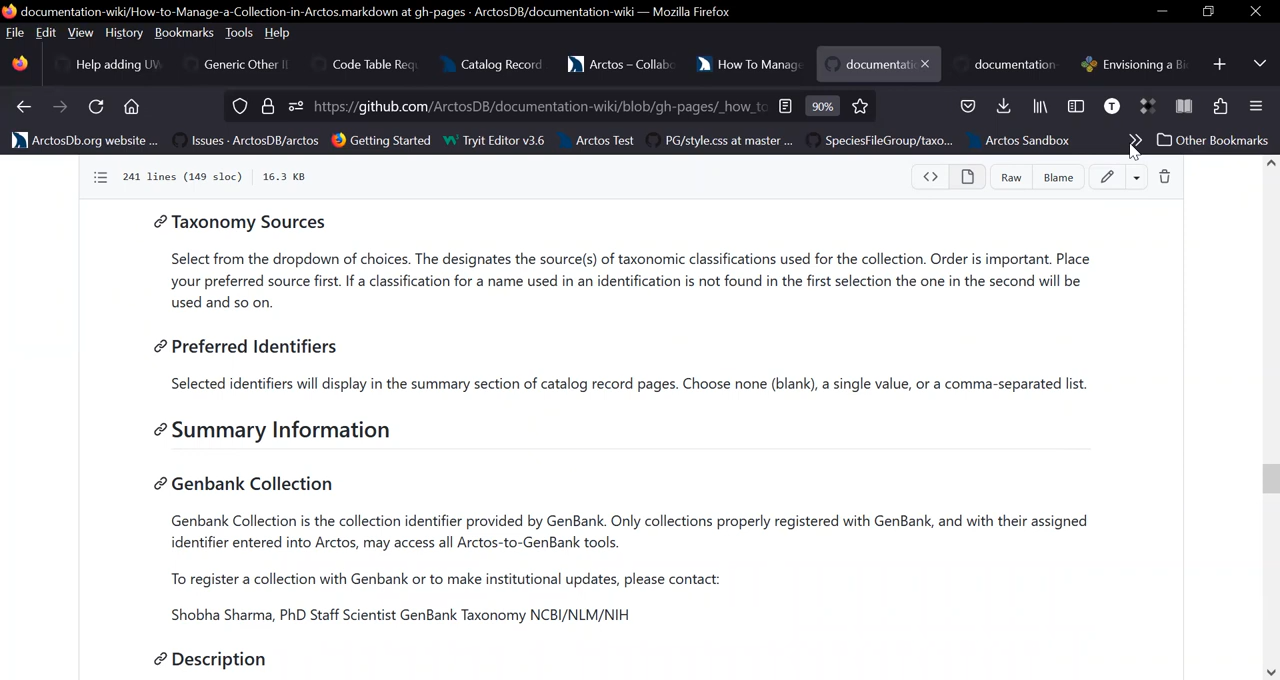 documentation-wiki/How-to-Manage-a-Collection-in-Arctos.markdown at gh-pages · ArctosDB/documentation-wiki — Mozilla Firefox
File Edit View History Bookmarks Tools Help
Help adding UW Generic Other I Code Table Requ Catalog Record Arctos – Collabo How To Manage documentati documentation Envisioning a Bi
https://github.com/ArctosDB/documentation-wiki/blob/gh-pages/_how_to 90%
ArctosDb.org website ... Issues · ArctosDB/arctos Getting Started Tryit Editor v3.6 Arctos Test PG/style.css at master ... SpeciesFileGroup/taxo... Arctos Sandbox Other Bookmarks
241 lines (149 sloc) 16.3 KB Raw Blame
Taxonomy Sources
Select from the dropdown of choices. The designates the source(s) of taxonomic classifications used for the collection. Order is important. Place
your preferred source first. If a classification for a name used in an identification is not found in the first selection the one in the second will be
used and so on.
Preferred Identifiers
Selected identifiers will display in the summary section of catalog record pages. Choose none (blank), a single value, or a comma-separated list.
Summary Information
Genbank Collection
Genbank Collection is the collection identifier provided by GenBank. Only collections properly registered with GenBank, and with their assigned
identifier entered into Arctos, may access all Arctos-to-GenBank tools.
To register a collection with Genbank or to make institutional updates, please contact:
Shobha Sharma, PhD Staff Scientist GenBank Taxonomy NCBI/NLM/NIH
Description